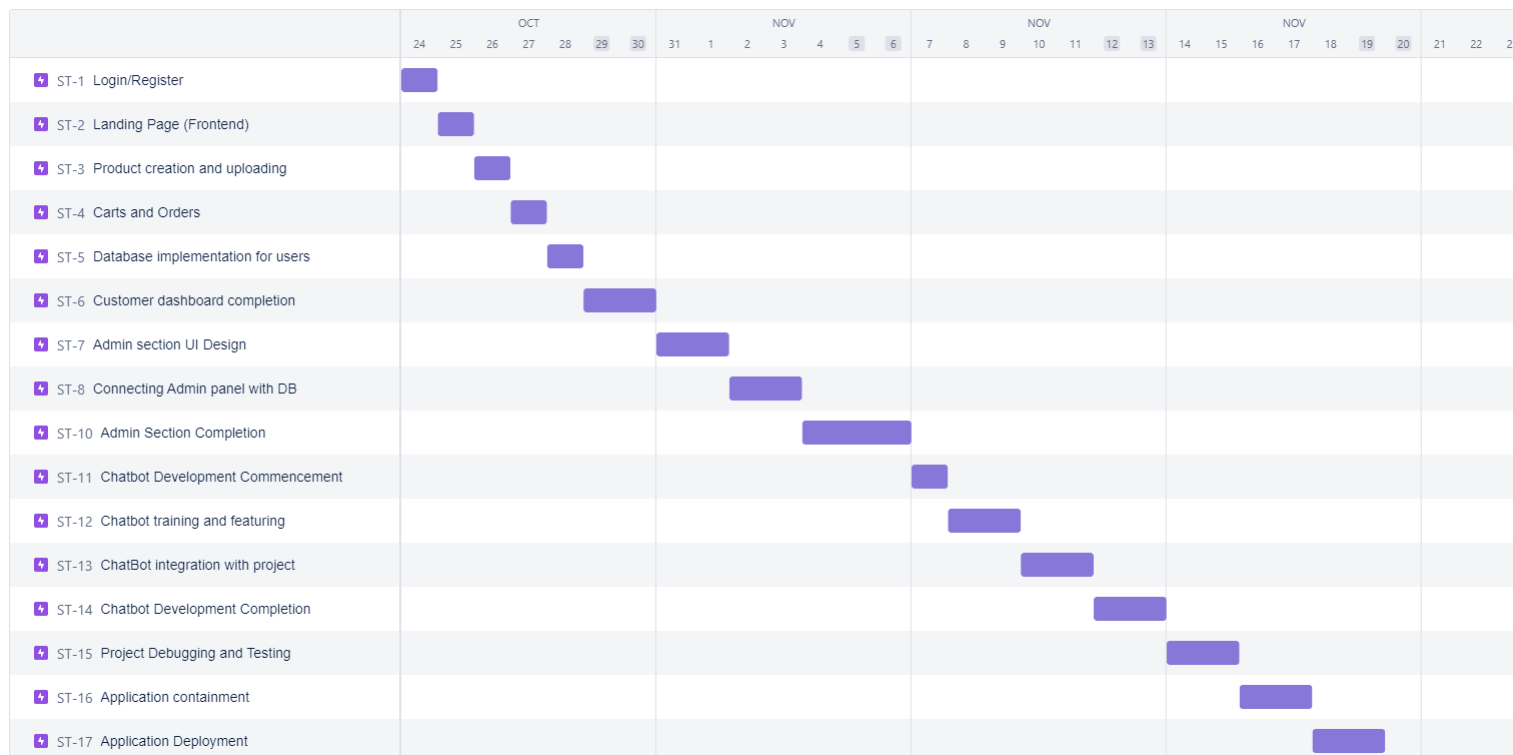 OCT NOV NOV NOV
24 25 26 27 28 29 30 31 1 2 3 4 5 6 7 8 9 10 11 12 13 14 15 16 17 18 19 20 21 22
ST-1 Login/Register
ST-2 Landing Page (Frontend)
ST-3 Product creation and uploading
ST-4 Carts and Orders
ST-5 Database implementation for users
ST-6 Customer dashboard completion
ST-7 Admin section UI Design
ST-8 Connecting Admin panel with DB
ST-10 Admin Section Completion
ST-11 Chatbot Development Commencement
ST-12 Chatbot training and featuring
ST-13 ChatBot integration with project
ST-14 Chatbot Development Completion
ST-15 Project Debugging and Testing
ST-16 Application containment
ST-17 Application Deployment